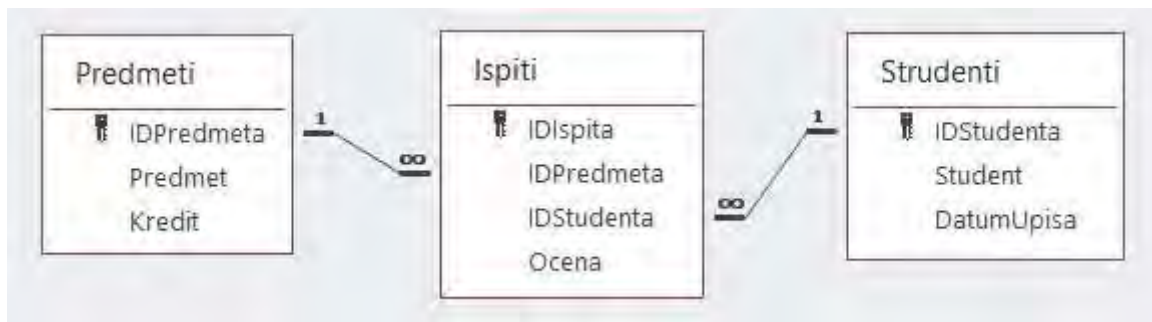 Predmeti
IDPredmeta
Predmet
Kredit
1
∞
Ispiti
IDIspita
IDPredmeta
IDStudenta
Ocena
∞
1
Strudenti
IDStudenta
Student
DatumUpisa